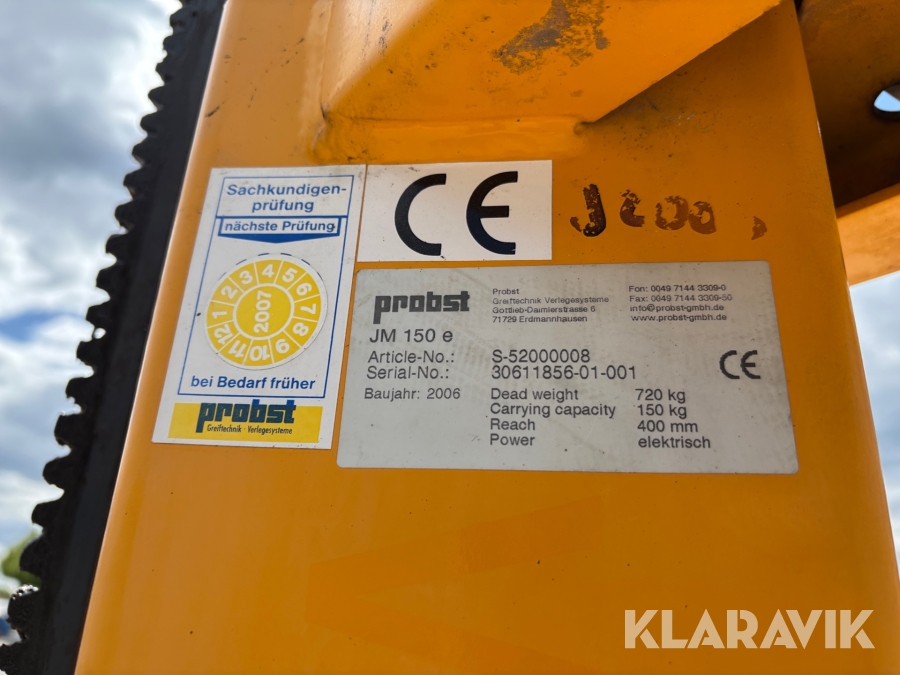 Sachkundigen-
prüfung
nächste Prüfung
1 2 3 4 5 6 7 8 9 10 11 12
2007
bei Bedarf früher
probst
Greiftechnik · Verlegesysteme
CE
probst
Probst
Greiftechnik Verlegesysteme
Gottlieb-Daimlerstrasse 6
71729 Erdmannhausen
Fon: 0049 7144 3309-0
Fax: 0049 7144 3309-50
info@probst-gmbh.de
www.probst-gmbh.de
JM 150 e
Article-No.: S-52000008
Serial-No.: 30611856-01-001
CE
Baujahr: 2006
Dead weight 720 kg
Carrying capacity 150 kg
Reach 400 mm
Power elektrisch
KLARAVIK